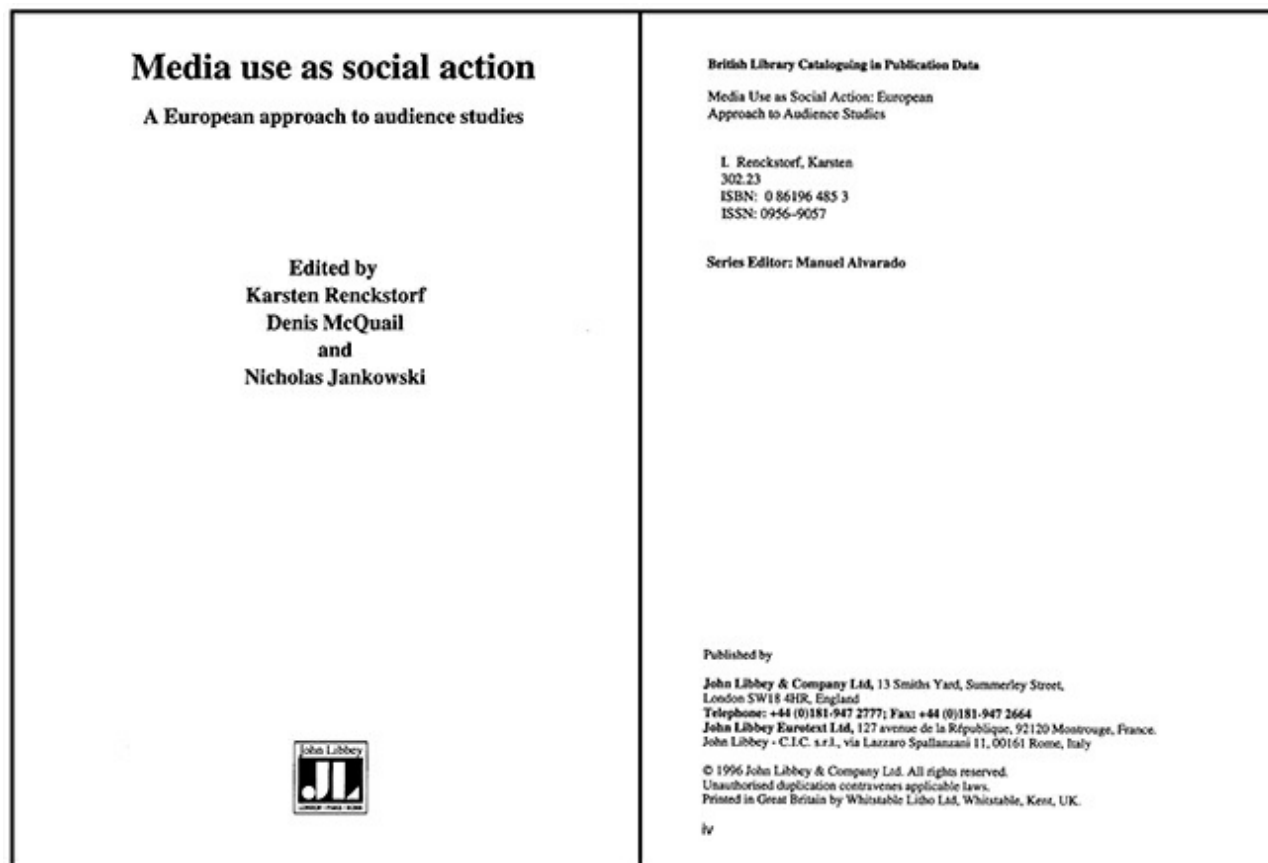 Media use as social action
A European approach to audience studies
Edited by
Karsten Renckstorf
Denis McQuail
and
Nicholas Jankowski
John Libbey
JL
British Library Cataloguing in Publication Data
Media Use as Social Action: European
Approach to Audience Studies
I. Renckstorf, Karsten
302.23
ISBN: 0 86196 485 3
ISSN: 0956–9057
Series Editor: Manuel Alvarado
Published by
John Libbey & Company Ltd, 13 Smiths Yard, Summerley Street,
London SW18 4HR, England
Telephone: +44 (0)181-947 2777; Fax: +44 (0)181-947 2664
John Libbey Eurotext Ltd, 127 avenue de la République, 92120 Montrouge, France.
John Libbey - C.I.C. s.r.l., via Lazzaro Spallanzani 11, 00161 Rome, Italy
© 1996 John Libbey & Company Ltd. All rights reserved.
Unauthorised duplication contravenes applicable laws.
Printed in Great Britain by Whitstable Litho Ltd, Whitstable, Kent, UK.
iv